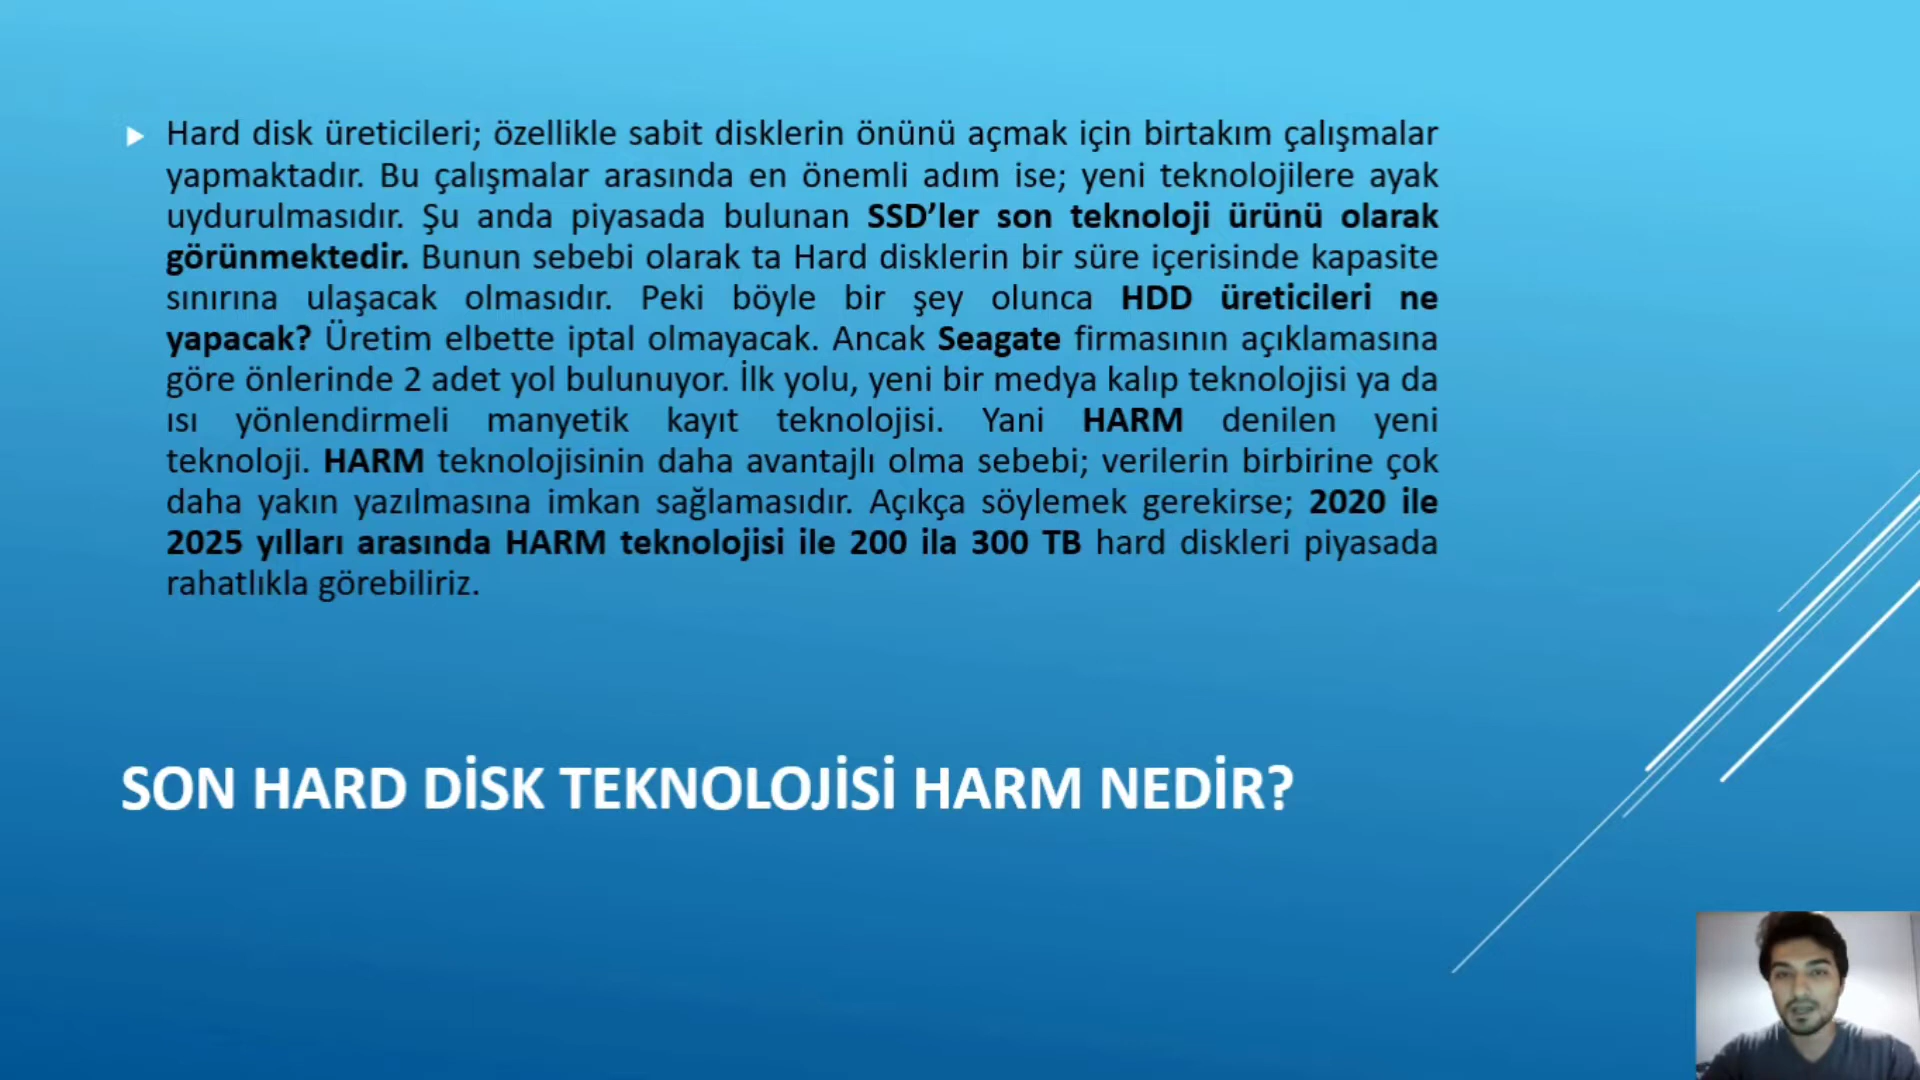 Hard disk üreticileri; özellikle sabit disklerin önünü açmak için birtakım çalışmalar
yapmaktadır. Bu çalışmalar arasında en önemli adım ise; yeni teknolojilere ayak
uydurulmasıdır. Şu anda piyasada bulunan SSD’ler son teknoloji ürünü olarak
görünmektedir. Bunun sebebi olarak ta Hard disklerin bir süre içerisinde kapasite
sınırına ulaşacak olmasıdır. Peki böyle bir şey olunca HDD üreticileri ne
yapacak? Üretim elbette iptal olmayacak. Ancak Seagate firmasının açıklamasına
göre önlerinde 2 adet yol bulunuyor. İlk yolu, yeni bir medya kalıp teknolojisi ya da
ısı yönlendirmeli manyetik kayıt teknolojisi. Yani HARM denilen yeni
teknoloji. HARM teknolojisinin daha avantajlı olma sebebi; verilerin birbirine çok
daha yakın yazılmasına imkan sağlamasıdır. Açıkça söylemek gerekirse; 2020 ile
2025 yılları arasında HARM teknolojisi ile 200 ila 300 TB hard diskleri piyasada
rahatlıkla görebiliriz.
SON HARD DİSK TEKNOLOJİSİ HARM NEDİR?